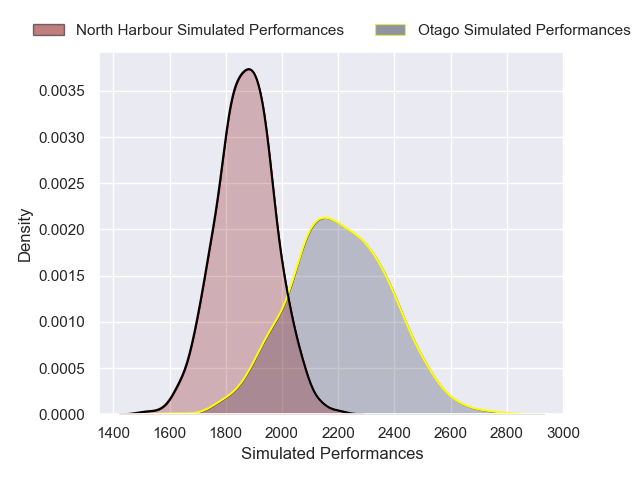 North Harbour Simulated Performances Otago Simulated Performances
0.0035
0.0030
0.0025
0.0020
0.0015
0.0010
0.0005
0.0000
Density
1400 1600 1800 2000 2200 2400 2600 2800 3000
Simulated Performances